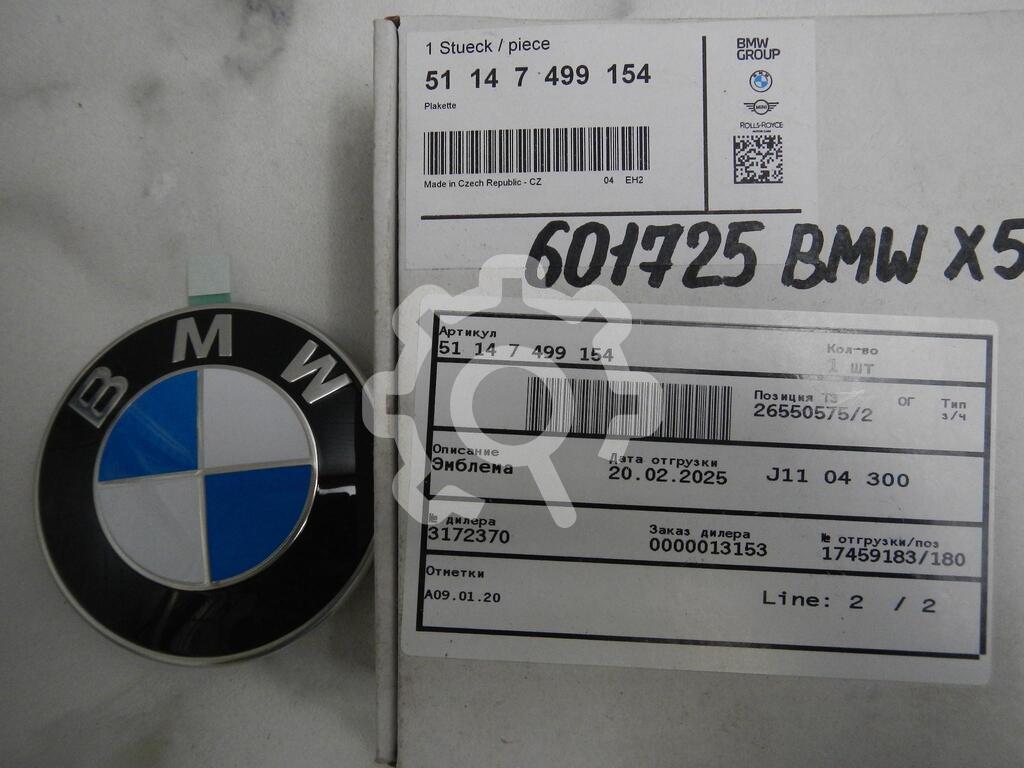 1 Stueck / piece
51 14 7 499 154
Plakette
Made in Czech Republic - CZ 04 EH2
BMW
GROUP
MINI
ROLLS-ROYCE
MOTOR CARS
601725 BMW X5
BMW
Артикул
51 14 7 499 154
Кол-во
1 шт
Позиция ТЗ ОГ Тип
26550575/2 з/ч
Описание
Эмблема
Дата отгрузки
20.02.2025
J11 04 300
№ дилера
3172370
Заказ дилера
0000013153
№ отгрузки/поз
17459183/180
Отметки
A09.01.20
Line: 2 / 2